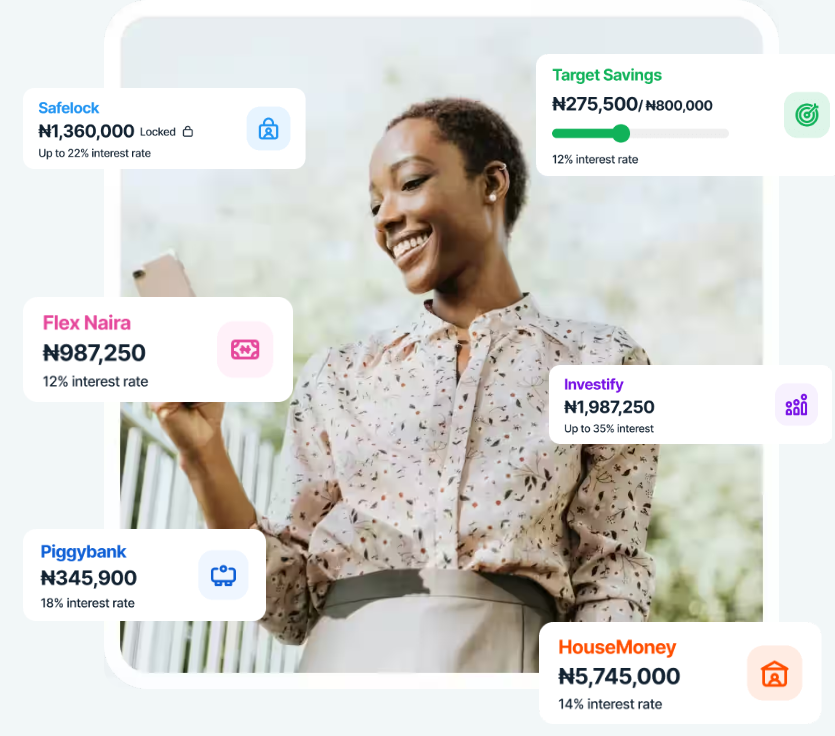 Safelock
₦1,360,000 Locked
Up to 22% interest rate
Target Savings
₦275,500/ ₦800,000
12% interest rate
Flex Naira
₦987,250
12% interest rate
Investify
₦1,987,250
Up to 35% interest
Piggybank
₦345,900
18% interest rate
HouseMoney
₦5,745,000
14% interest rate